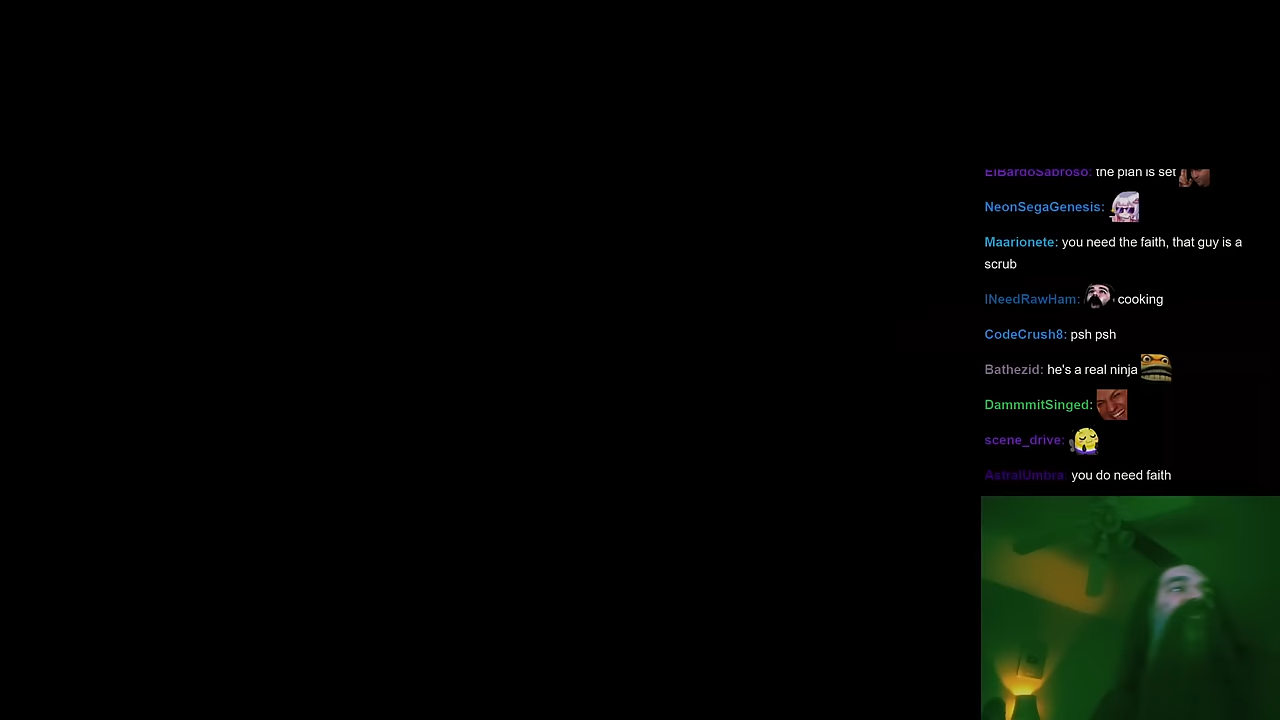 ElBardoSabroso: the plan is set
NeonSegaGenesis:
Maarionete: you need the faith, that guy is a
scrub
INeedRawHam: cooking
CodeCrush8: psh psh
Bathezid: he's a real ninja
DammmitSinged:
scene_drive:
AstralUmbra: you do need faith